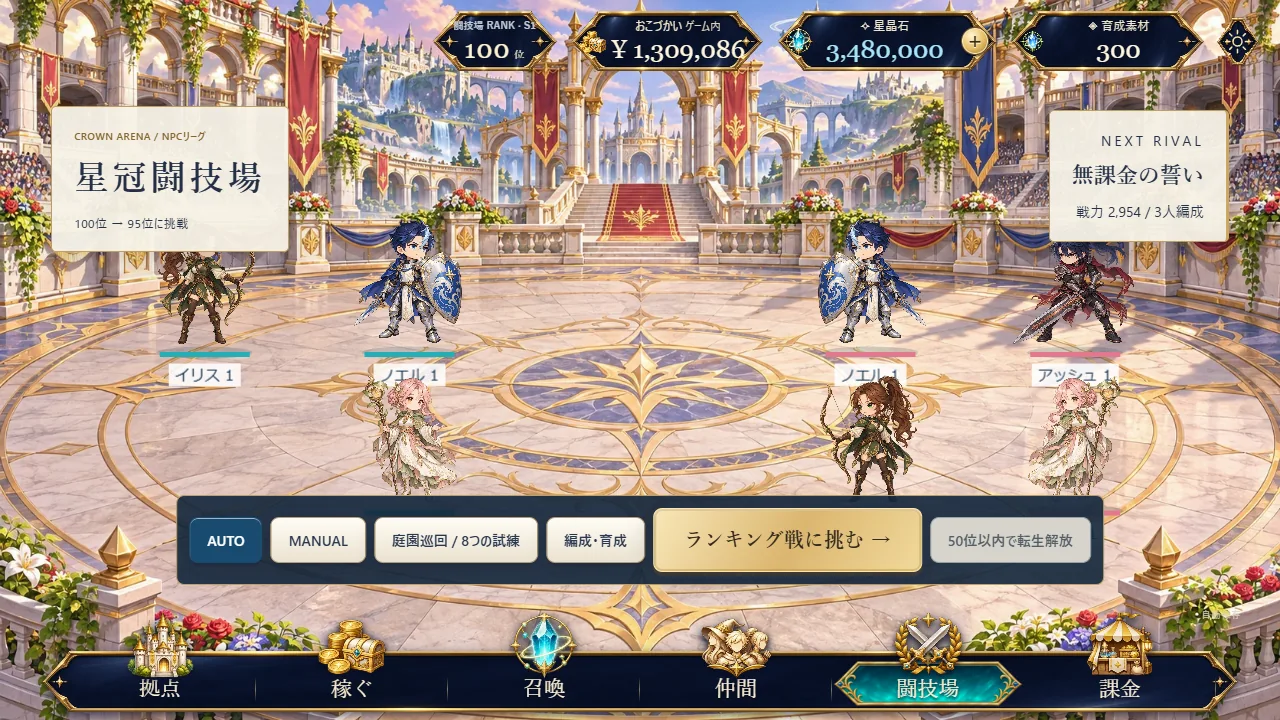 闘技場 RANK · S1
100 位
おこづかい ゲーム内
¥ 1,309,086
✧ 星晶石
3,480,000
+
◈ 育成素材
300
CROWN ARENA / NPCリーグ
星冠闘技場
100位 → 95位に挑戦
NEXT RIVAL
無課金の誓い
戦力 2,954 / 3人編成
イリス 1
ノエル 1
ノエル 1
アッシュ 1
AUTO
MANUAL
庭園巡回 / 8つの試練
編成・育成
ランキング戦に挑む →
50位以内で転生解放
拠点
稼ぐ
召喚
仲間
闘技場
課金